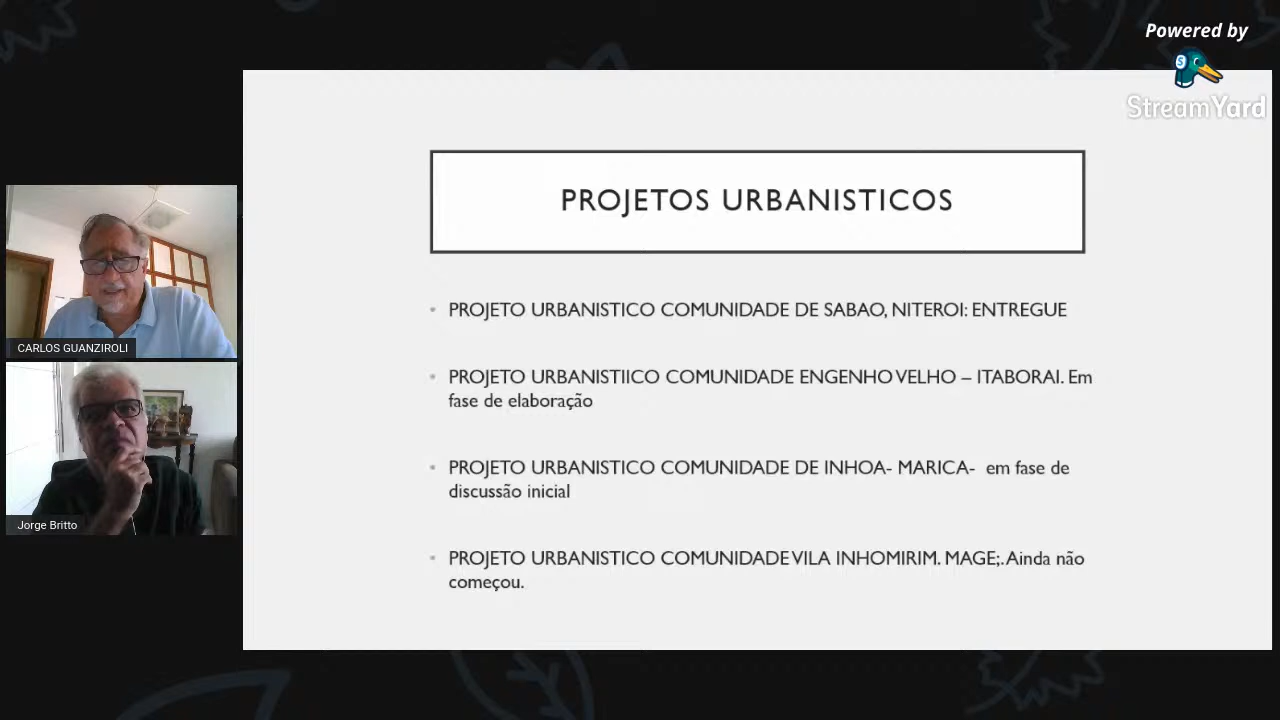 Powered by
StreamYard
PROJETOS URBANISTICOS
• PROJETO URBANISTICO COMUNIDADE DE SABAO, NITEROI: ENTREGUE
• PROJETO URBANISTIICO COMUNIDADE ENGENHO VELHO – ITABORAI. Em
fase de elaboração
• PROJETO URBANISTICO COMUNIDADE DE INHOA- MARICA- em fase de
discussão inicial
• PROJETO URBANISTICO COMUNIDADE VILA INHOMIRIM. MAGE;. Ainda não
começou.
CARLOS GUANZIROLI
Jorge Britto